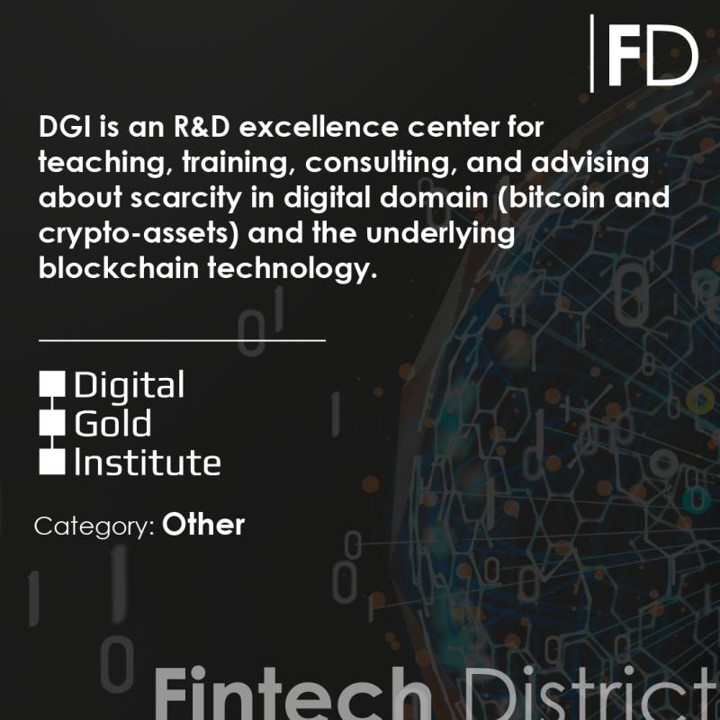 FD
DGI is an R&D excellence center for
teaching, training, consulting, and advising
about scarcity in digital domain (bitcoin and
crypto-assets) and the underlying
blockchain technology.
Digital
Gold
Institute
Category: Other
Fintech District